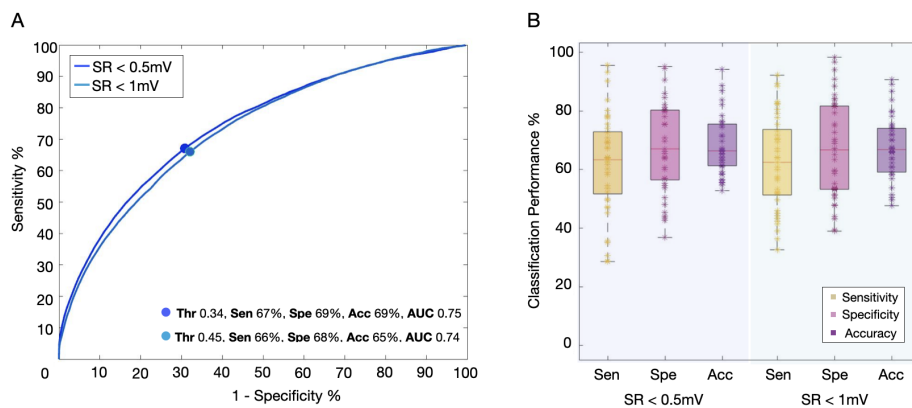 A
Sensitivity %
100
90
80
70
60
50
40
30
20
10
0
SR < 0.5mV
SR < 1mV
Thr 0.34, Sen 67%, Spe 69%, Acc 69%, AUC 0.75
Thr 0.45, Sen 66%, Spe 68%, Acc 65%, AUC 0.74
10 20 30 40 50 60 70 80 90 100
1 - Specificity %
B
Classification Performance %
100
80
60
40
20
0
Sensitivity
Specificity
Accuracy
Sen Spe Acc Sen Spe Acc
SR < 0.5mV SR < 1mV